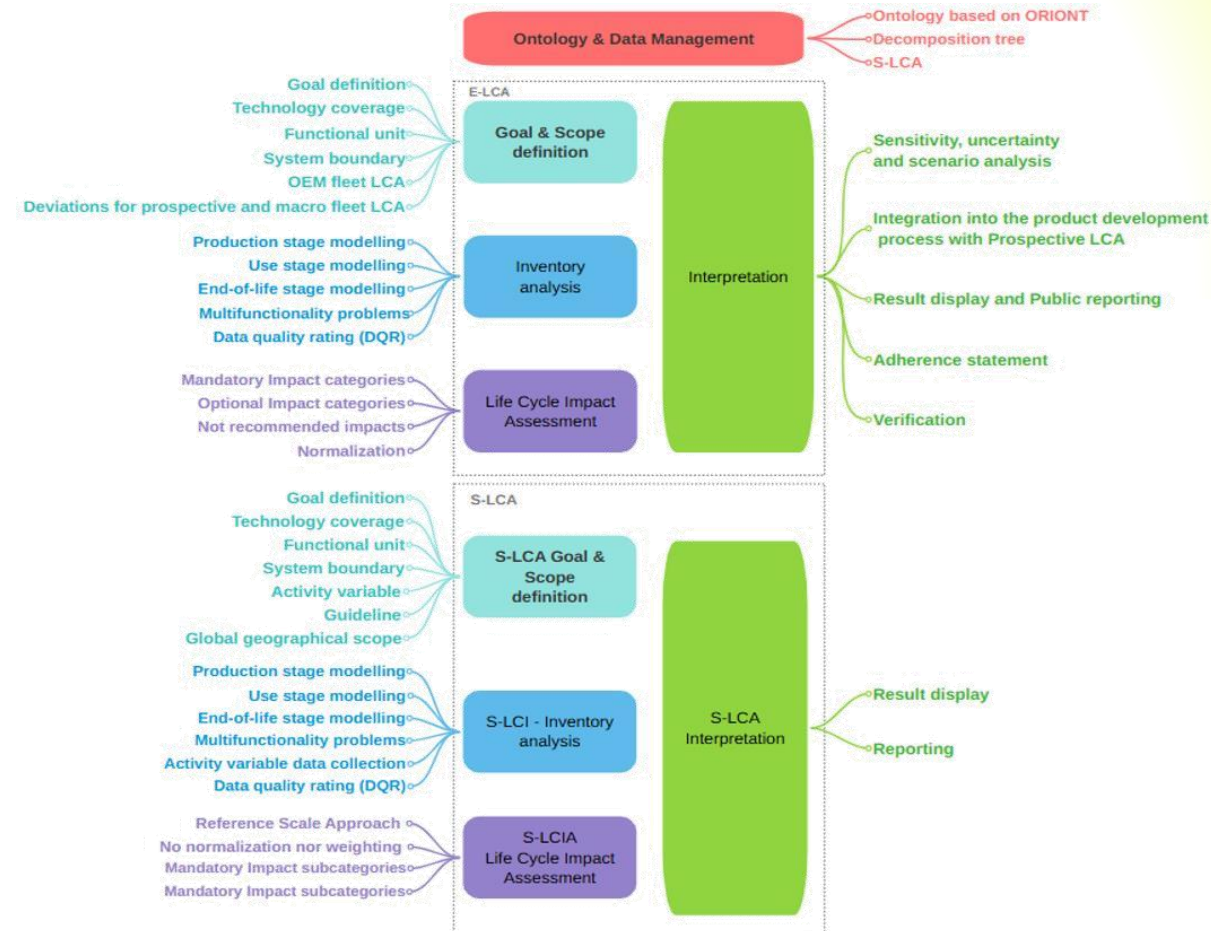 Ontology & Data Management
Ontology based on ORIONT
Decomposition tree
S-LCA
E-LCA
Goal definition
Technology coverage
Functional unit
System boundary
OEM fleet LCA
Deviations for prospective and macro fleet LCA
Goal & Scope
definition
Production stage modelling
Use stage modelling
End-of-life stage modelling
Multifunctionality problems
Data quality rating (DQR)
Inventory
analysis
Mandatory Impact categories
Optional Impact categories
Not recommended impacts
Normalization
Life Cycle Impact
Assessment
Interpretation
Sensitivity, uncertainty
and scenario analysis
Integration into the product development
process with Prospective LCA
Result display and Public reporting
Adherence statement
Verification
S-LCA
Goal definition
Technology coverage
Functional unit
System boundary
Activity variable
Guideline
Global geographical scope
S-LCA Goal &
Scope
definition
Production stage modelling
Use stage modelling
End-of-life stage modelling
Multifunctionality problems
Activity variable data collection
Data quality rating (DQR)
S-LCI - Inventory
analysis
Reference Scale Approach
No normalization nor weighting
Mandatory Impact subcategories
Mandatory Impact subcategories
S-LCIA
Life Cycle Impact
Assessment
S-LCA
Interpretation
Result display
Reporting